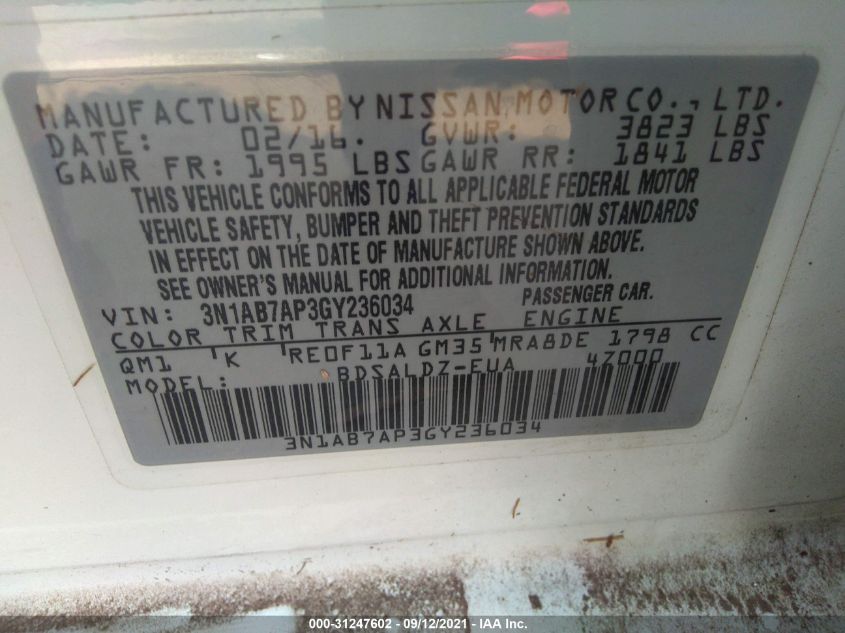 MANUFACTURED BY NISSAN MOTOR CO., LTD.
DATE: 02/16. GVWR: 3823 LBS
GAWR FR: 1995 LBS GAWR RR: 1841 LBS
THIS VEHICLE CONFORMS TO ALL APPLICABLE FEDERAL MOTOR
VEHICLE SAFETY, BUMPER AND THEFT PREVENTION STANDARDS
IN EFFECT ON THE DATE OF MANUFACTURE SHOWN ABOVE.
SEE OWNER'S MANUAL FOR ADDITIONAL INFORMATION.
VIN: 3N1AB7AP3GY236034 PASSENGER CAR.
COLOR TRIM TRANS AXLE ENGINE
QM1 'K 'RE0F11A GM35'MRA8DE 1798 CC
MODEL: BDSALDZ-EUA 4Z000
3N1AB7AP3GY236034
000-31247602 - 09/12/2021 - IAA Inc.